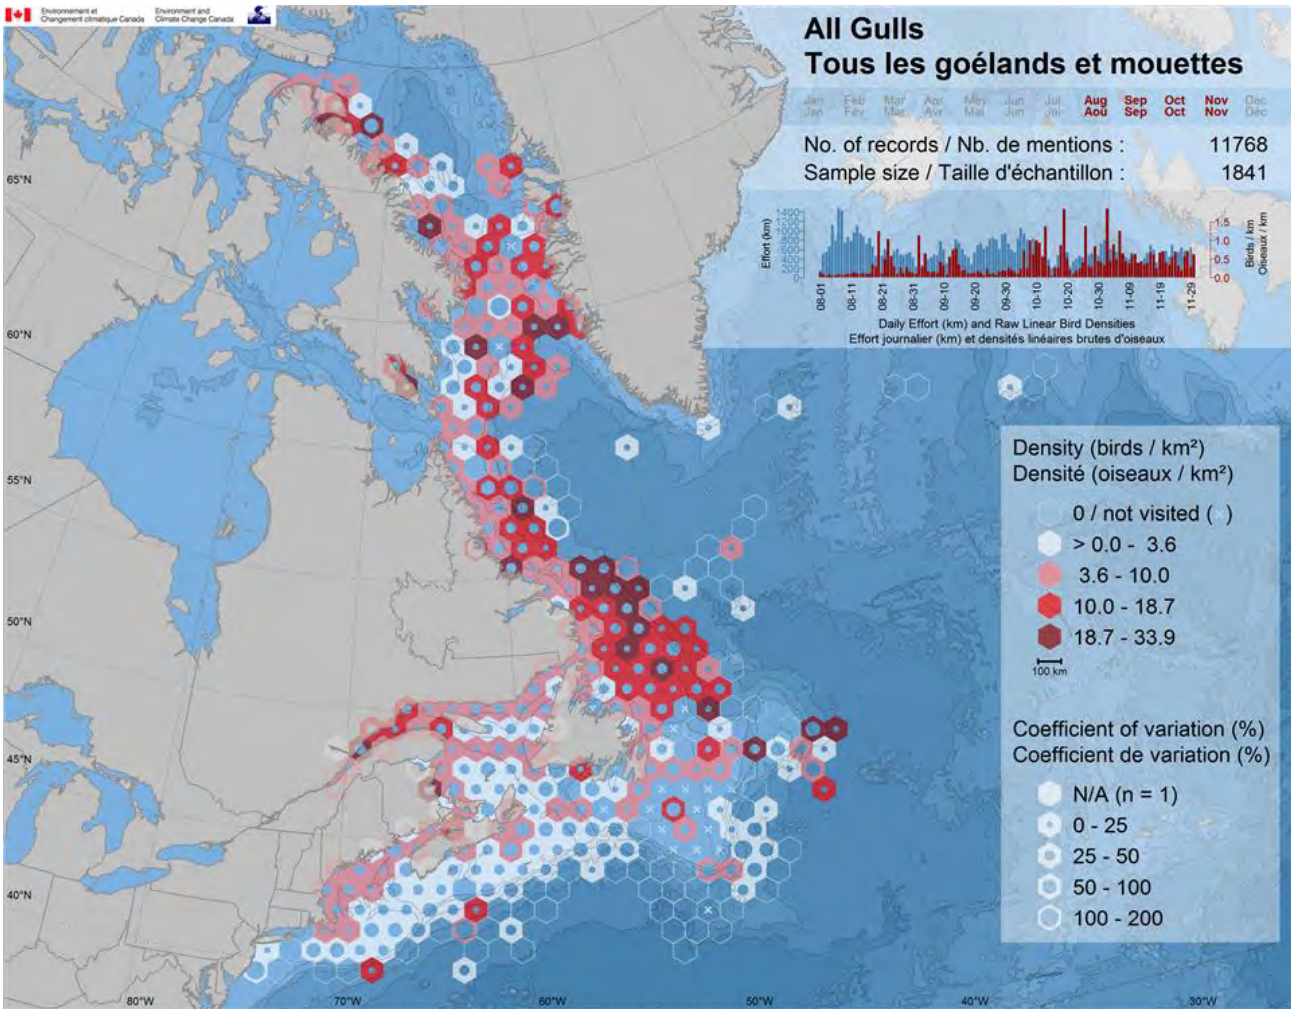 Environnement et
Changement climatique Canada
Environment and
Climate Change Canada
All Gulls
Tous les goélands et mouettes
Jan Feb Mar Apr May Jun Jul Aug Sep Oct Nov Dec
Jan Fév Mar Avr Mai Jun Jui Aoû Sep Oct Nov Déc
No. of records / Nb. de mentions : 11768
Sample size / Taille d'échantillon : 1841
Effort (km)
1400
1000
800
600
400
200
0
1.5
1.0
0.5
0.0
Birds / km
Oiseaux / km
08-01 08-11 08-21 08-31 09-10 09-20 09-30 10-10 10-20 10-30 11-09 11-19 11-29
Daily Effort (km) and Raw Linear Bird Densities
Effort journalier (km) et densités linéaires brutes d'oiseaux
65°N
60°N
55°N
50°N
45°N
40°N
80°W 70°W 60°W 50°W 40°W 30°W
Density (birds / km²)
Densité (oiseaux / km²)
0 / not visited (×)
> 0.0 - 3.6
3.6 - 10.0
10.0 - 18.7
18.7 - 33.9
100 km
Coefficient of variation (%)
Coefficient de variation (%)
N/A (n = 1)
0 - 25
25 - 50
50 - 100
100 - 200